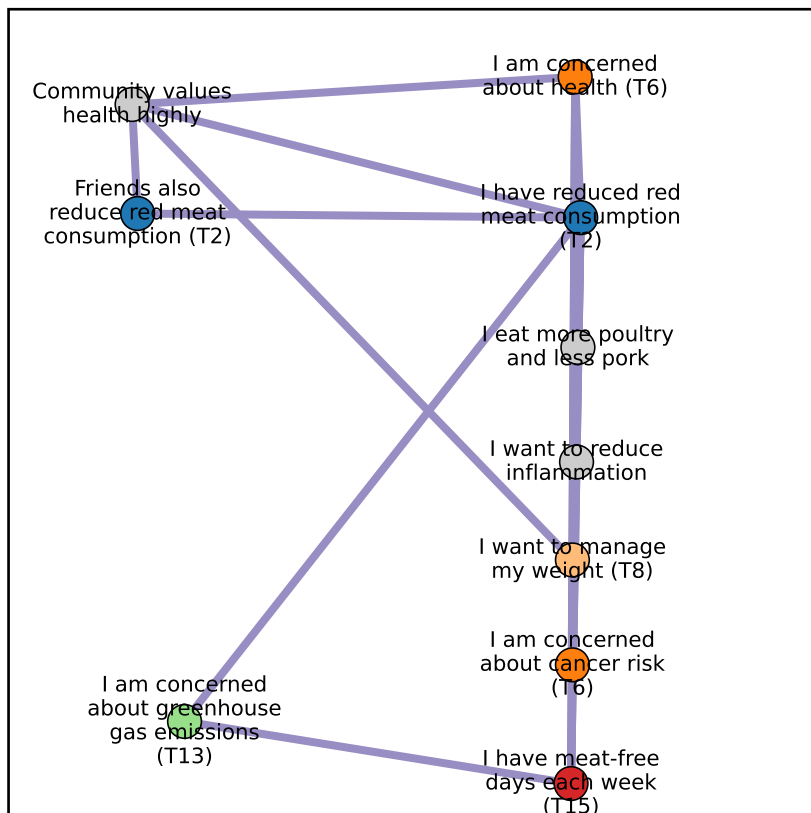 Community values
health highly
I am concerned
about health (T6)
Friends also
reduce red meat
consumption (T2)
I have reduced red
meat consumption
(T2)
I eat more poultry
and less pork
I want to reduce
inflammation
I want to manage
my weight (T8)
I am concerned
about cancer risk
(T6)
I am concerned
about greenhouse
gas emissions
(T13)
I have meat-free
days each week
(T15)